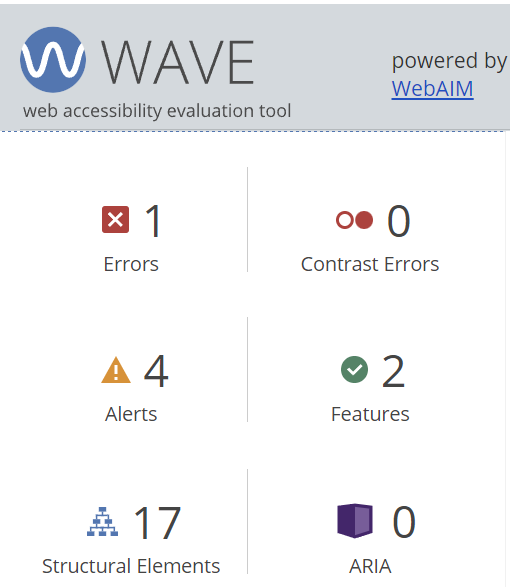 WAVE
web accessibility evaluation tool
powered by
WebAIM
1
Errors
0
Contrast Errors
4
Alerts
2
Features
17
Structural Elements
0
ARIA